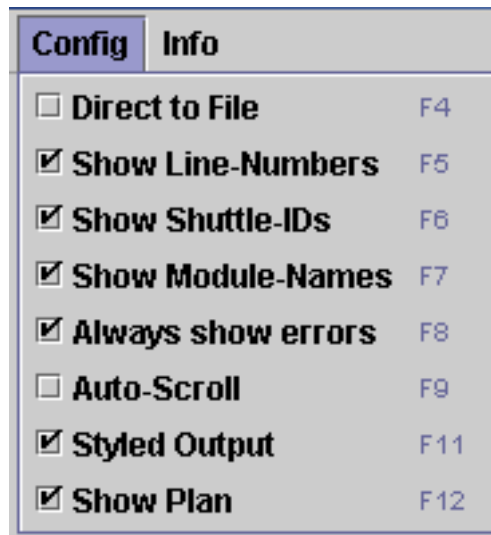 Config Info
Direct to File F4
Show Line-Numbers F5
Show Shuttle-IDs F6
Show Module-Names F7
Always show errors F8
Auto-Scroll F9
Styled Output F11
Show Plan F12